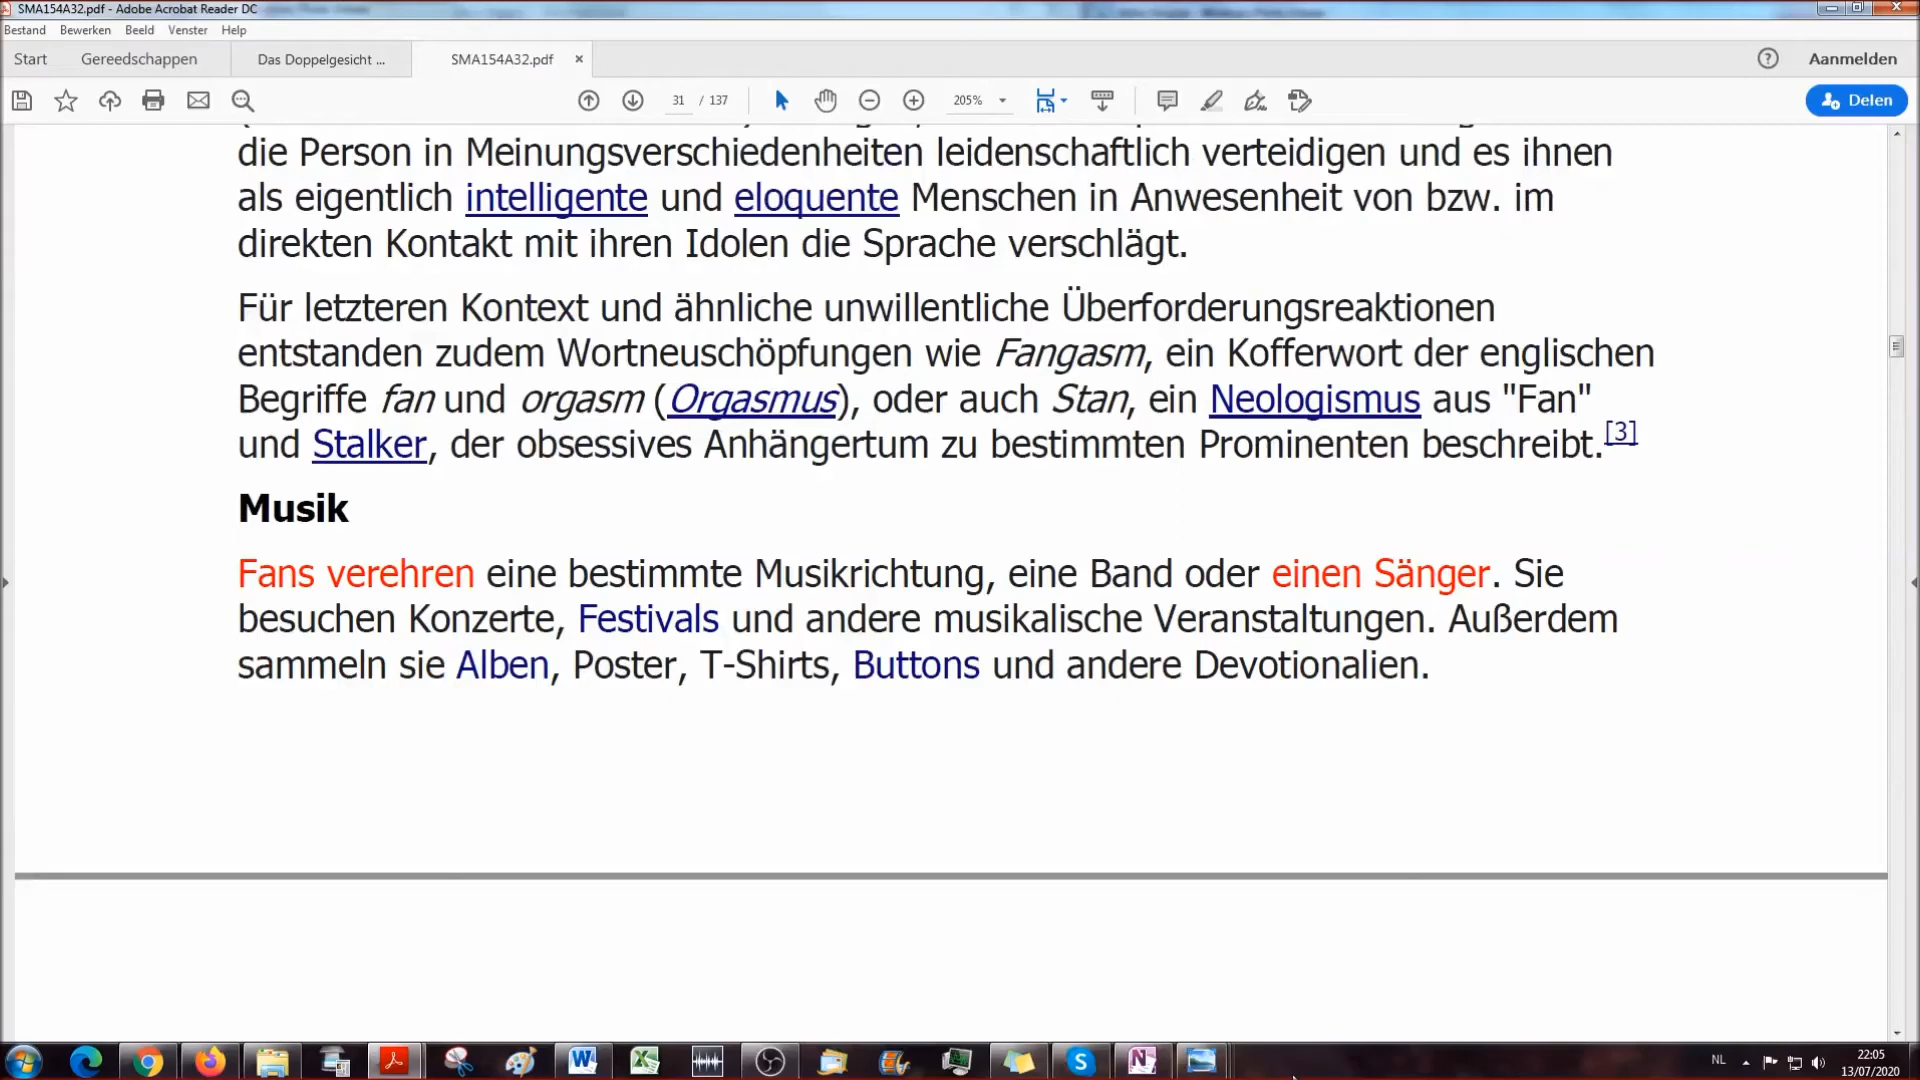 SMA154A32.pdf - Adobe Acrobat Reader DC
Bestand Bewerken Beeld Venster Help
Start Gereedschappen Das Doppelgesicht ... SMA154A32.pdf Aanmelden
31 / 137 205% Delen
die Person in Meinungsverschiedenheiten leidenschaftlich verteidigen und es ihnen
als eigentlich intelligente und eloquente Menschen in Anwesenheit von bzw. im
direkten Kontakt mit ihren Idolen die Sprache verschlägt.
Für letzteren Kontext und ähnliche unwillentliche Überforderungsreaktionen
entstanden zudem Wortneuschöpfungen wie Fangasm, ein Kofferwort der englischen
Begriffe fan und orgasm (Orgasmus), oder auch Stan, ein Neologismus aus "Fan"
und Stalker, der obsessives Anhängertum zu bestimmten Prominenten beschreibt.[3]
Musik
Fans verehren eine bestimmte Musikrichtung, eine Band oder einen Sänger. Sie
besuchen Konzerte, Festivals und andere musikalische Veranstaltungen. Außerdem
sammeln sie Alben, Poster, T-Shirts, Buttons und andere Devotionalien.
NL 22:05
13/07/2020